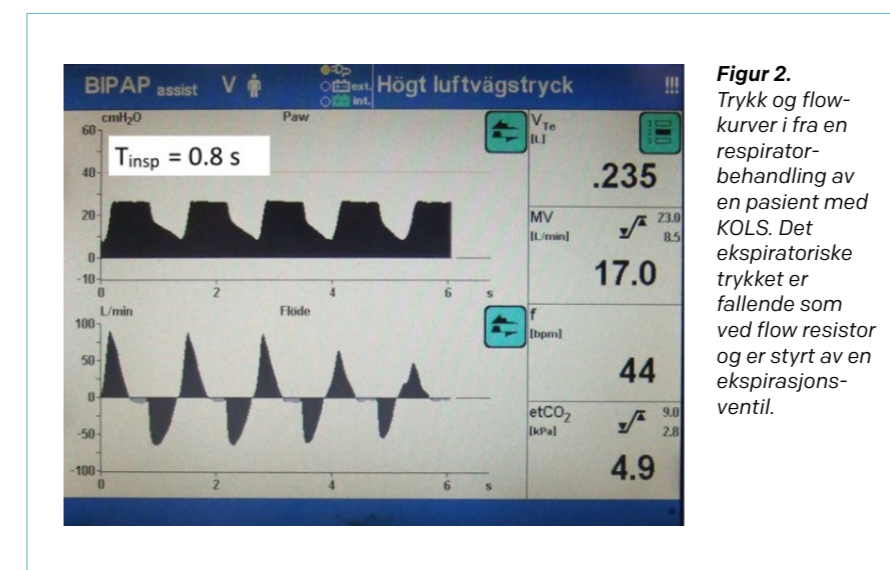 BIPAP assist V
ext.
int.
Högt luftvägstryck
!!!
cmH₂O Paw
60
40
20
0
-10
0 2 4 6 s
T insp = 0.8 s
L/min Flöde
100
50
0
-50
-100
0 2 4 6 s
V Te
[L]
.235
MV 23.0
[L/min] 8.5
17.0
f
[bpm]
44
etCO₂ 9.0
[kPa] 2.8
4.9
Figur 2.
Trykk og flow-
kurver i fra en
respirator-
behandling av
en pasient med
KOLS. Det
ekspiratoriske
trykket er
fallende som
ved flow resistor
og er styrt av en
ekspirasjons-
ventil.